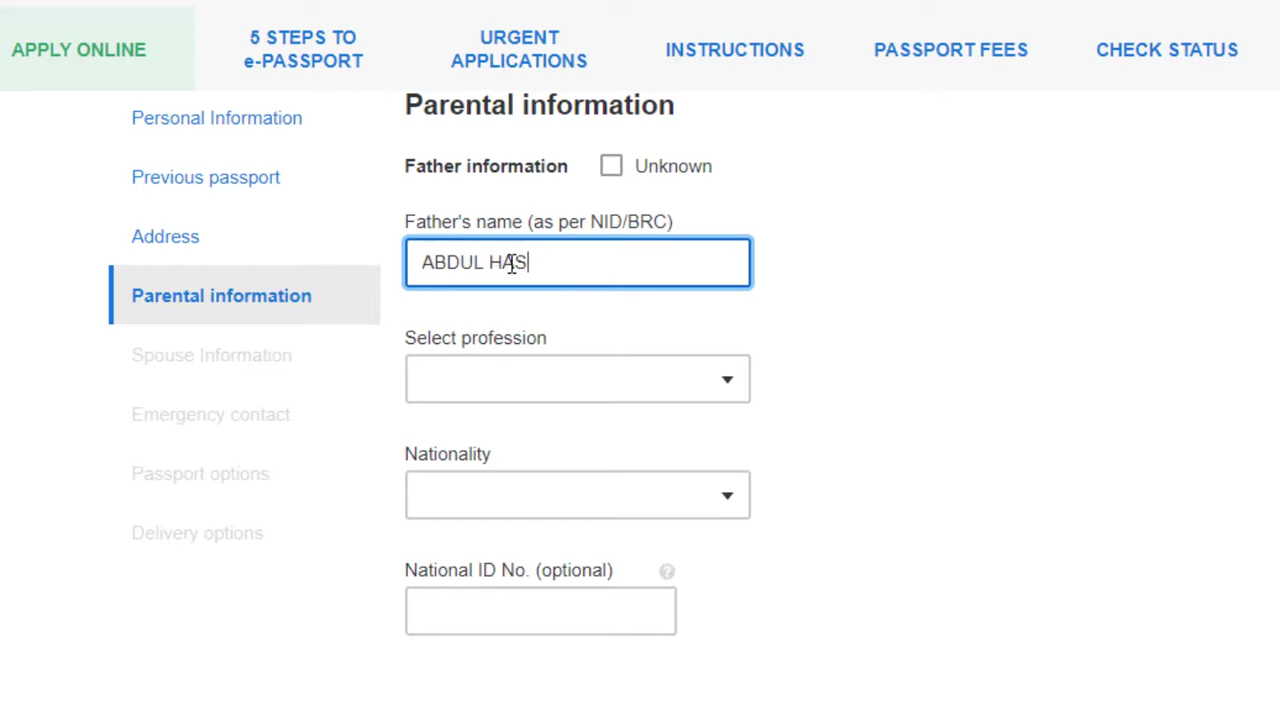 APPLY ONLINE
5 STEPS TO
e-PASSPORT
URGENT
APPLICATIONS
INSTRUCTIONS
PASSPORT FEES
CHECK STATUS
Personal Information
Previous passport
Address
Parental information
Spouse Information
Emergency contact
Passport options
Delivery options
Parental information
Father information
Unknown
Father's name (as per NID/BRC)
ABDUL HAS
Select profession
Nationality
National ID No. (optional)
?